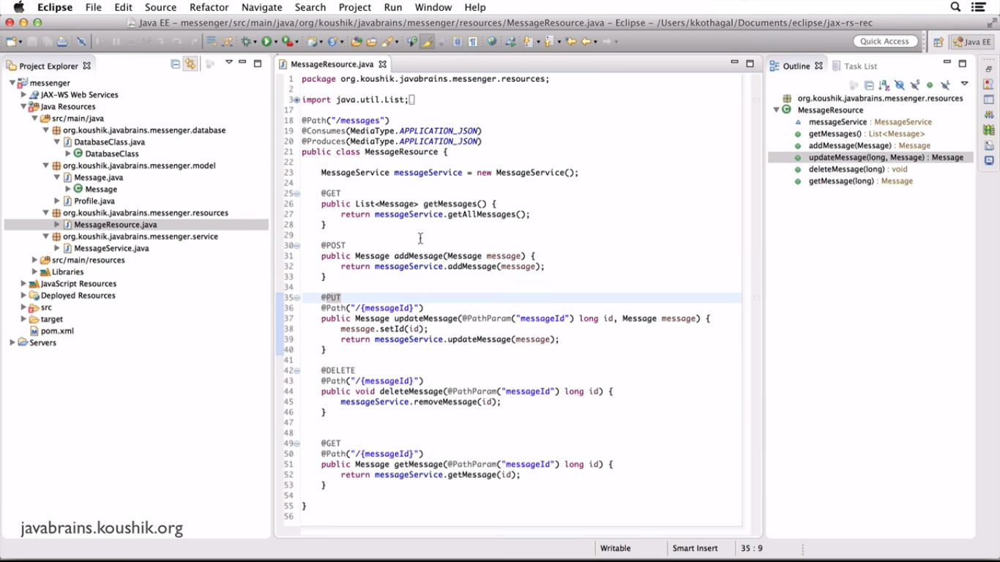 Eclipse File Edit Source Refactor Navigate Search Project Run Window Help
Java EE – messenger/src/main/java/org/koushik/javabrains/messenger/resources/MessageResource.java – Eclipse – /Users/kkothagal/Documents/eclipse/jax-rs-rec
Quick Access
Java EE
Project Explorer
messenger
JAX-WS Web Services
Java Resources
src/main/java
org.koushik.javabrains.messenger.database
DatabaseClass.java
DatabaseClass
org.koushik.javabrains.messenger.model
Message.java
Message
Profile.java
org.koushik.javabrains.messenger.resources
MessageResource.java
org.koushik.javabrains.messenger.service
MessageService.java
src/main/resources
Libraries
JavaScript Resources
Deployed Resources
src
target
pom.xml
Servers
MessageResource.java
1 package org.koushik.javabrains.messenger.resources;
2
3 import java.util.List;
17
18 @Path("/messages")
19 @Consumes(MediaType.APPLICATION_JSON)
20 @Produces(MediaType.APPLICATION_JSON)
21 public class MessageResource {
22
23 MessageService messageService = new MessageService();
24
25 @GET
26 public List<Message> getMessages() {
27 return messageService.getAllMessages();
28 }
29
30 @POST
31 public Message addMessage(Message message) {
32 return messageService.addMessage(message);
33 }
34
35 @PUT
36 @Path("/{messageId}")
37 public Message updateMessage(@PathParam("messageId") long id, Message message) {
38 message.setId(id);
39 return messageService.updateMessage(message);
40 }
41
42 @DELETE
43 @Path("/{messageId}")
44 public void deleteMessage(@PathParam("messageId") long id) {
45 messageService.removeMessage(id);
46 }
47
48
49 @GET
50 @Path("/{messageId}")
51 public Message getMessage(@PathParam("messageId") long id) {
52 return messageService.getMessage(id);
53 }
54
55 }
56
Outline Task List
org.koushik.javabrains.messenger.resources
MessageResource
messageService : MessageService
getMessages() : List<Message>
addMessage(Message) : Message
updateMessage(long, Message) : Message
deleteMessage(long) : void
getMessage(long) : Message
javabrains.koushik.org
Writable Smart Insert 35 : 9